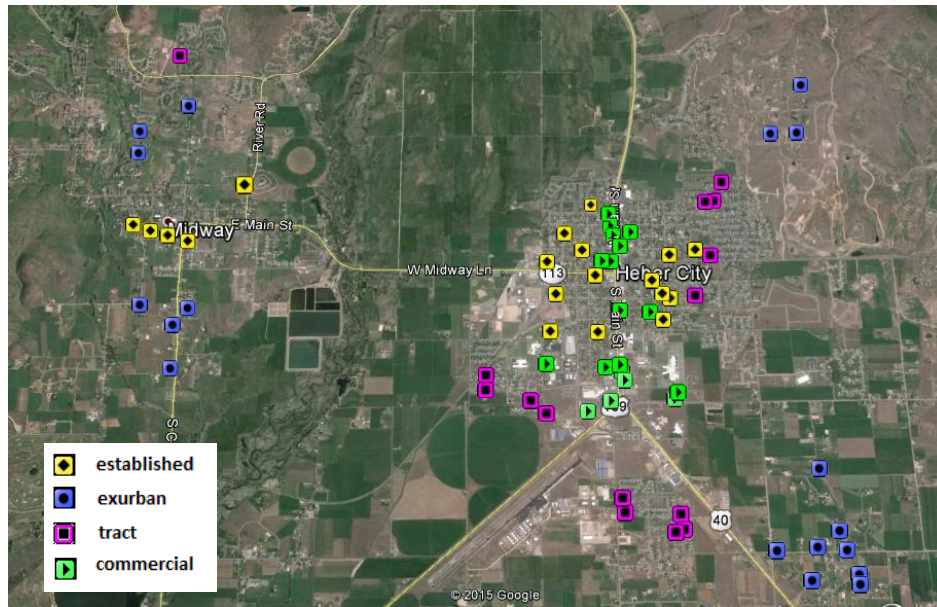 River Rd
Midway
E Main St
W Midway Ln
113
Heber City
S Main St
S
40
established
exurban
tract
commercial
© 2015 Google